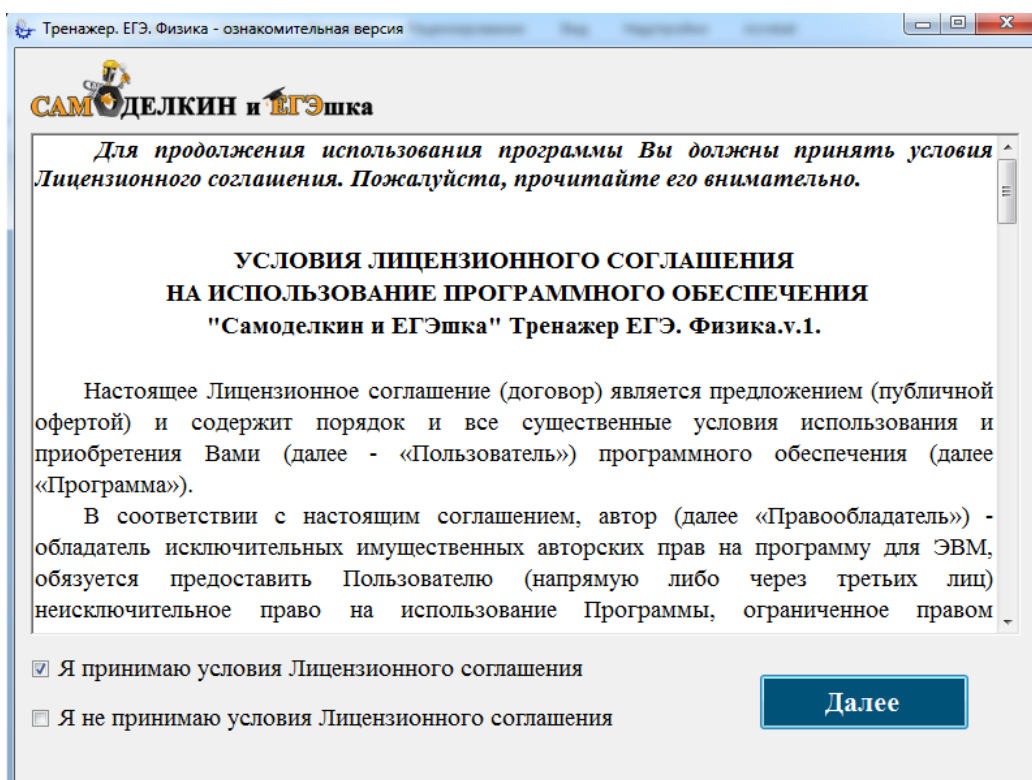 Тренажер. ЕГЭ. Физика - ознакомительная версия
САМОДЕЛКИН и ЕГЭшка
Для продолжения использования программы Вы должны принять условия
Лицензионного соглашения. Пожалуйста, прочитайте его внимательно.
УСЛОВИЯ ЛИЦЕНЗИОННОГО СОГЛАШЕНИЯ
НА ИСПОЛЬЗОВАНИЕ ПРОГРАММНОГО ОБЕСПЕЧЕНИЯ
"Самоделкин и ЕГЭшка" Тренажер ЕГЭ. Физика.v.1.
Настоящее Лицензионное соглашение (договор) является предложением (публичной
офертой) и содержит порядок и все существенные условия использования и
приобретения Вами (далее - «Пользователь») программного обеспечения (далее
«Программа»).
В соответствии с настоящим соглашением, автор (далее «Правообладатель») -
обладатель исключительных имущественных авторских прав на программу для ЭВМ,
обязуется предоставить Пользователю (напрямую либо через третьих лиц)
неисключительное право на использование Программы, ограниченное правом
Я принимаю условия Лицензионного соглашения
Я не принимаю условия Лицензионного соглашения
Далее